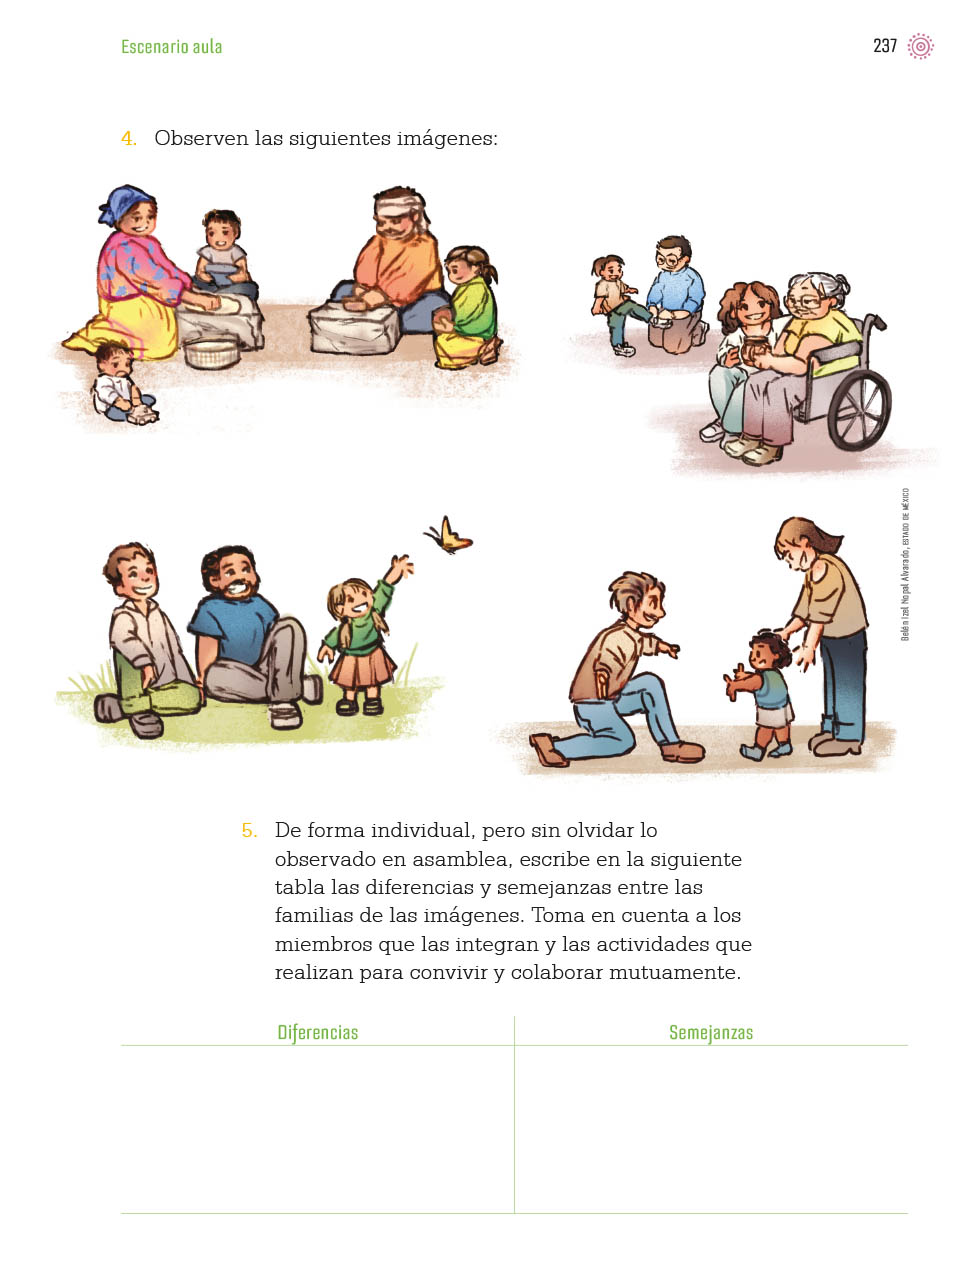 Escenario aula
237
4. Observen las siguientes imágenes:
Belén Itzel Nopal Alvarado, ESTADO DE MÉXICO
5. De forma individual, pero sin olvidar lo
observado en asamblea, escribe en la siguiente
tabla las diferencias y semejanzas entre las
familias de las imágenes. Toma en cuenta a los
miembros que las integran y las actividades que
realizan para convivir y colaborar mutuamente.
Diferencias
Semejanzas